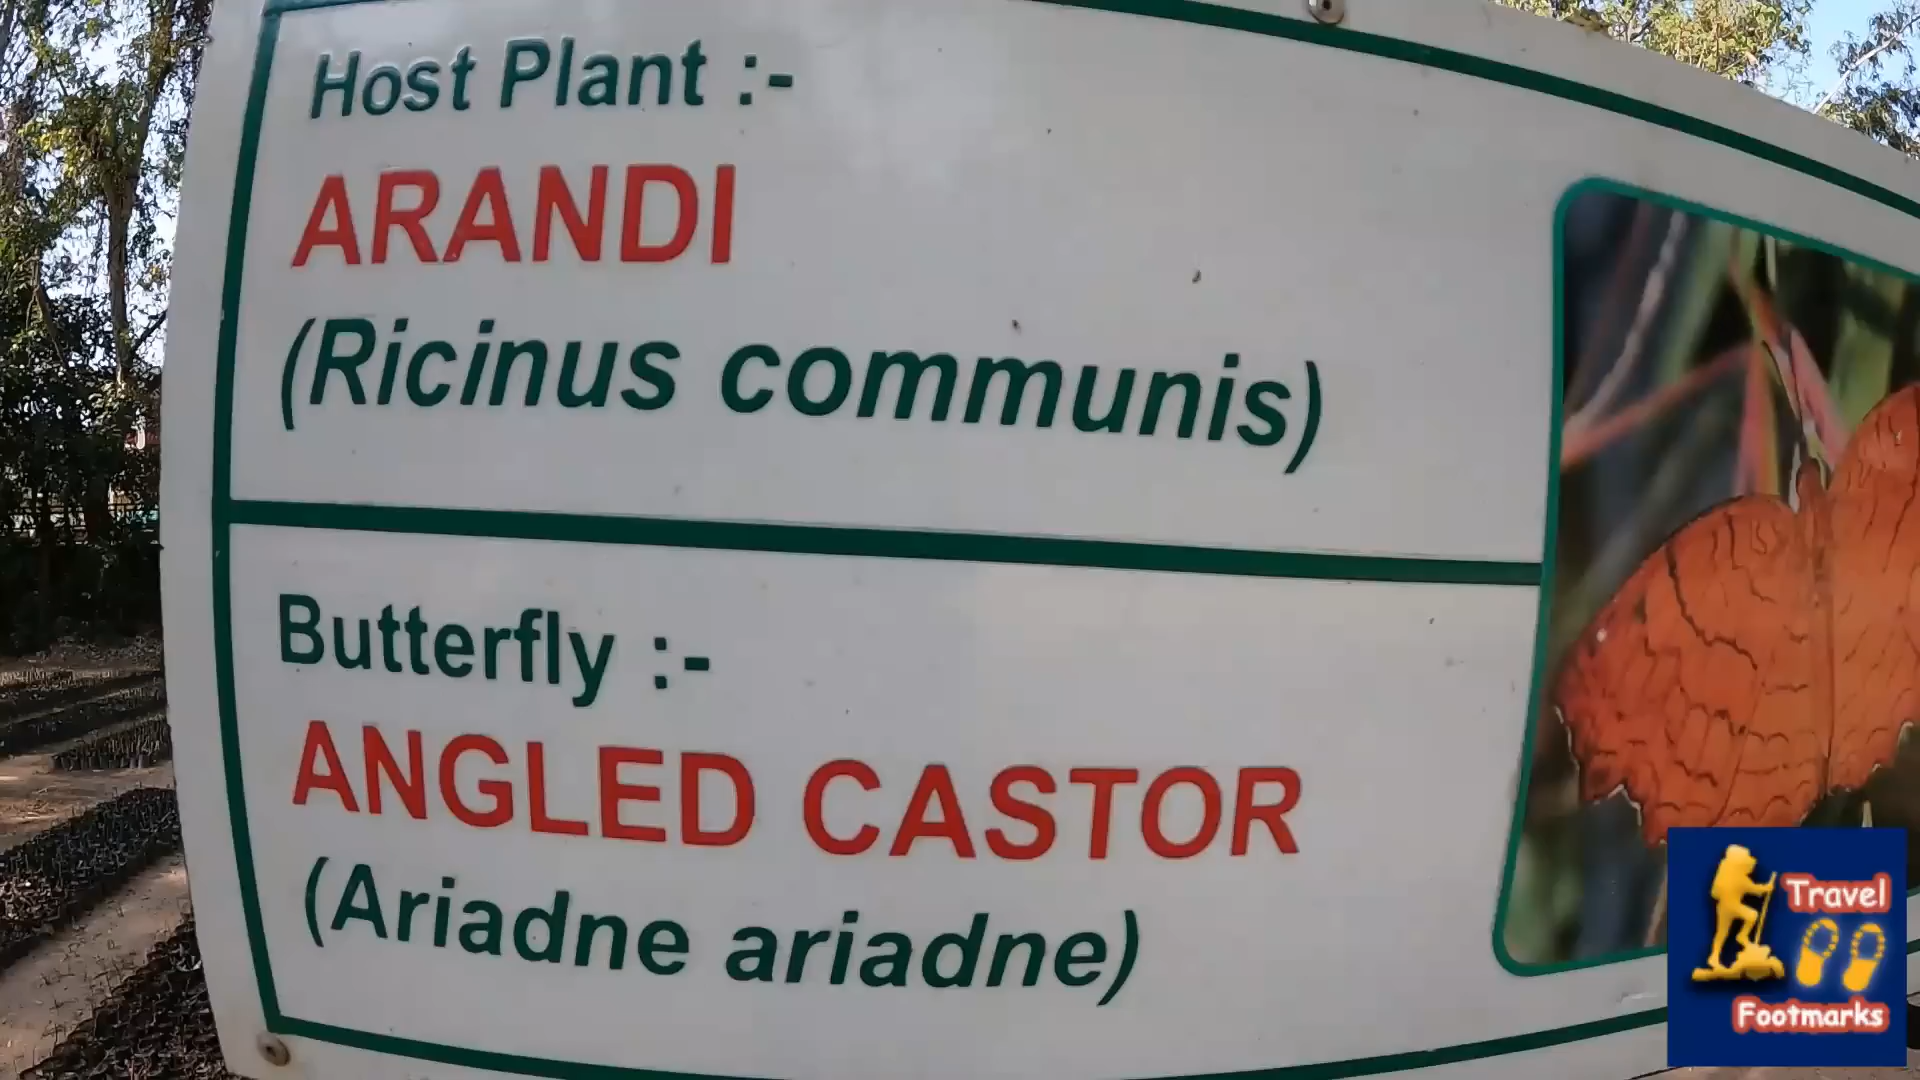 Host Plant :-
ARANDI
(Ricinus communis)
Butterfly :-
ANGLED CASTOR
(Ariadne ariadne)
Travel
Footmarks